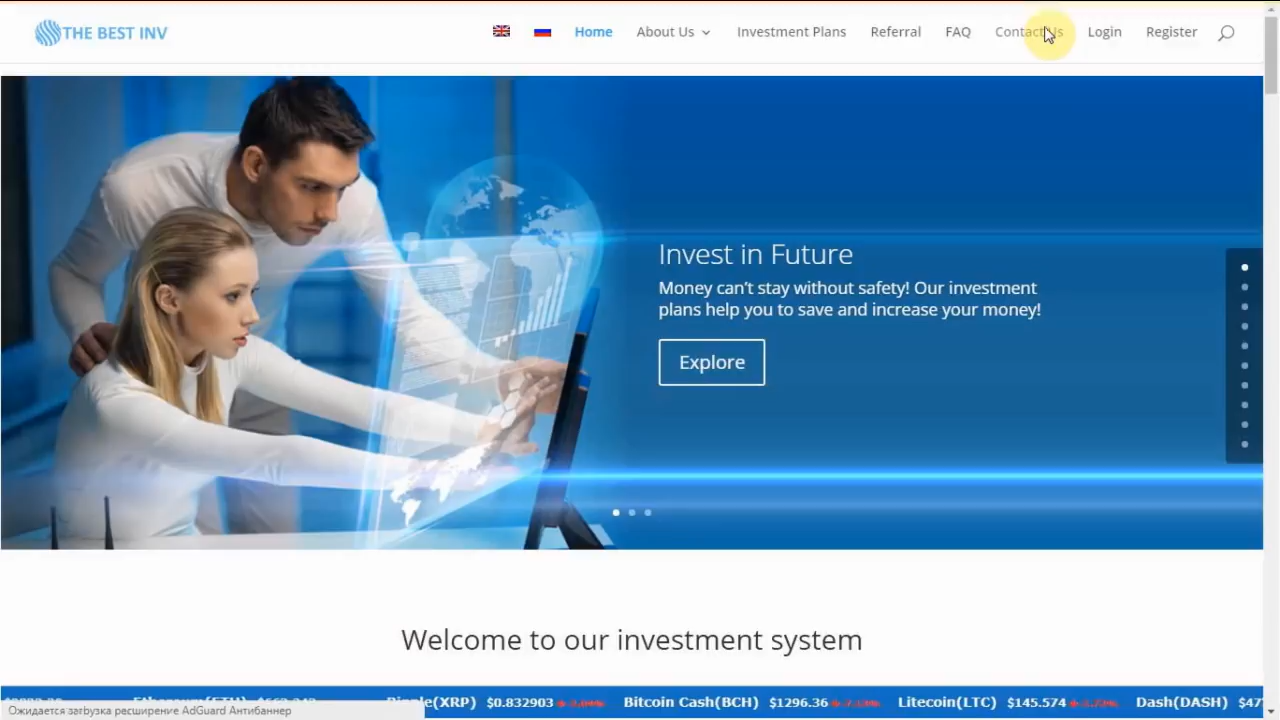 THE BEST INV
Home About Us Investment Plans Referral FAQ Contact Us Login Register
Invest in Future
Money can’t stay without safety! Our investment
plans help you to save and increase your money!
Explore
Welcome to our investment system
Ethereum(ETH) Ripple(XRP) $0.832903 Bitcoin Cash(BCH) $1296.36 Litecoin(LTC) $145.574 Dash(DASH)
Ожидается загрузка расширение AdGuard Антибаннер